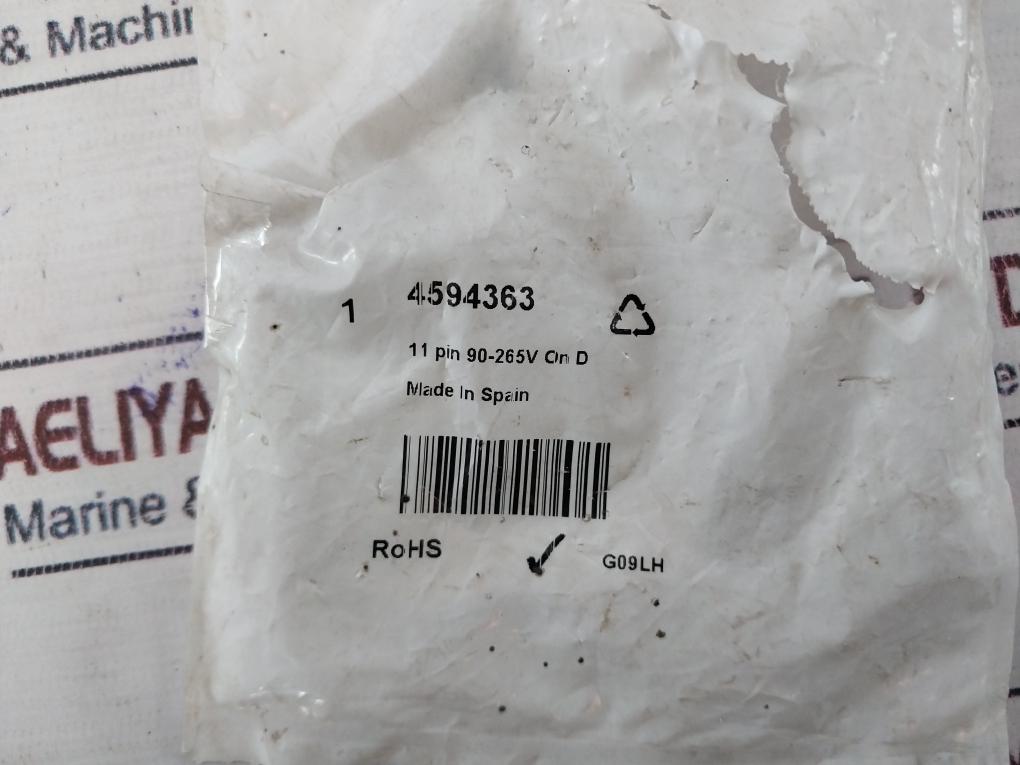 & Machi
AELIYA
Marine &
1 4594363
11 pin 90-265V On D
Made In Spain
RoHS ✓ G09LH
D
e